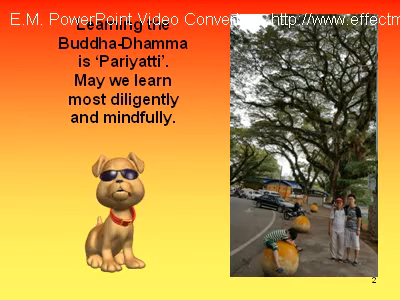 E.M. PowerPoint Video Converter http://www.effectm
Learning the
Buddha-Dhamma
is ‘Pariyatti’.
May we learn
most diligently
and mindfully.
2